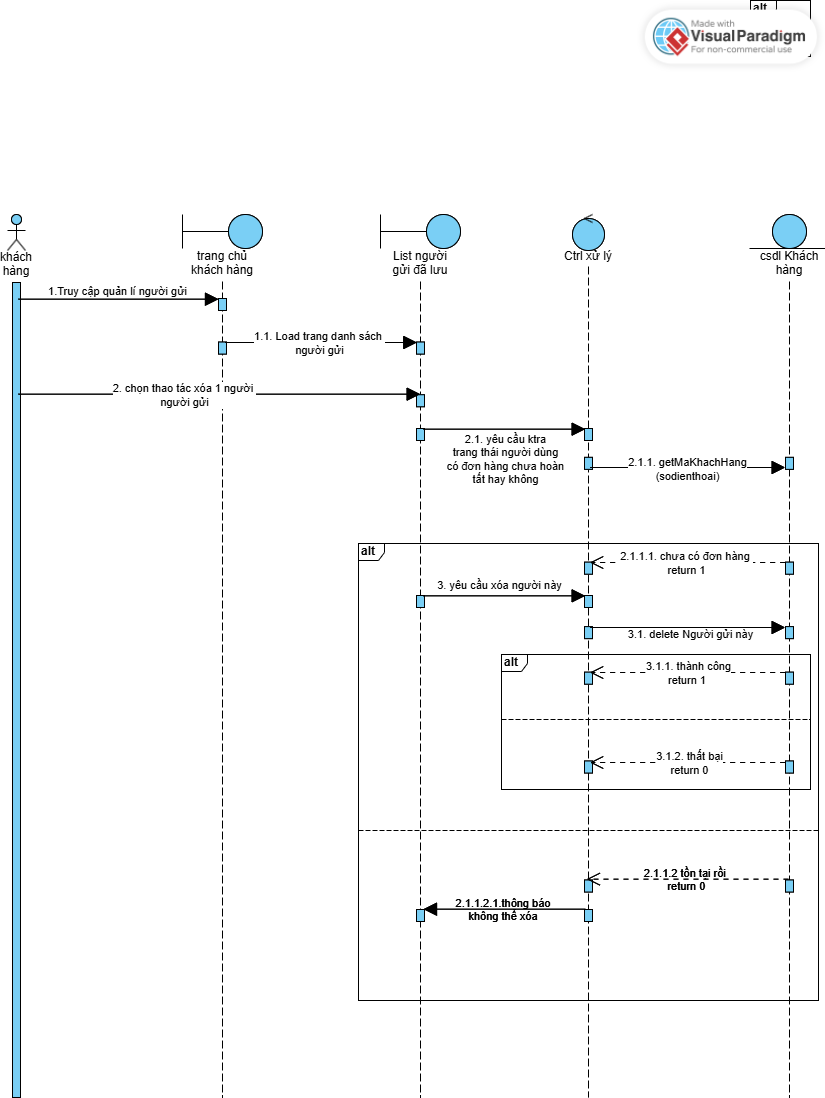 alt
Made with
VisualParadigm
For non-commercial use
khách
hàng
trang chủ
khách hàng
List người
gửi đã lưu
Ctrl xử lý
csdl Khách
hàng
1.Truy cập quản lí người gửi
1.1. Load trang danh sách
người gửi
2. chọn thao tác xóa 1 người
người gửi
2.1. yêu cầu ktra
trang thái người dùng
có đơn hàng chưa hoàn
tất hay không
2.1.1. getMaKhachHang
(sodienthoai)
alt
2.1.1.1. chưa có đơn hàng
return 1
3. yêu cầu xóa người này
3.1. delete Người gửi này
alt
3.1.1. thành công
return 1
3.1.2. thất bại
return 0
2.1.1.2 tồn tại rồi
return 0
2.1.1.2.1.thông báo
không thể xóa